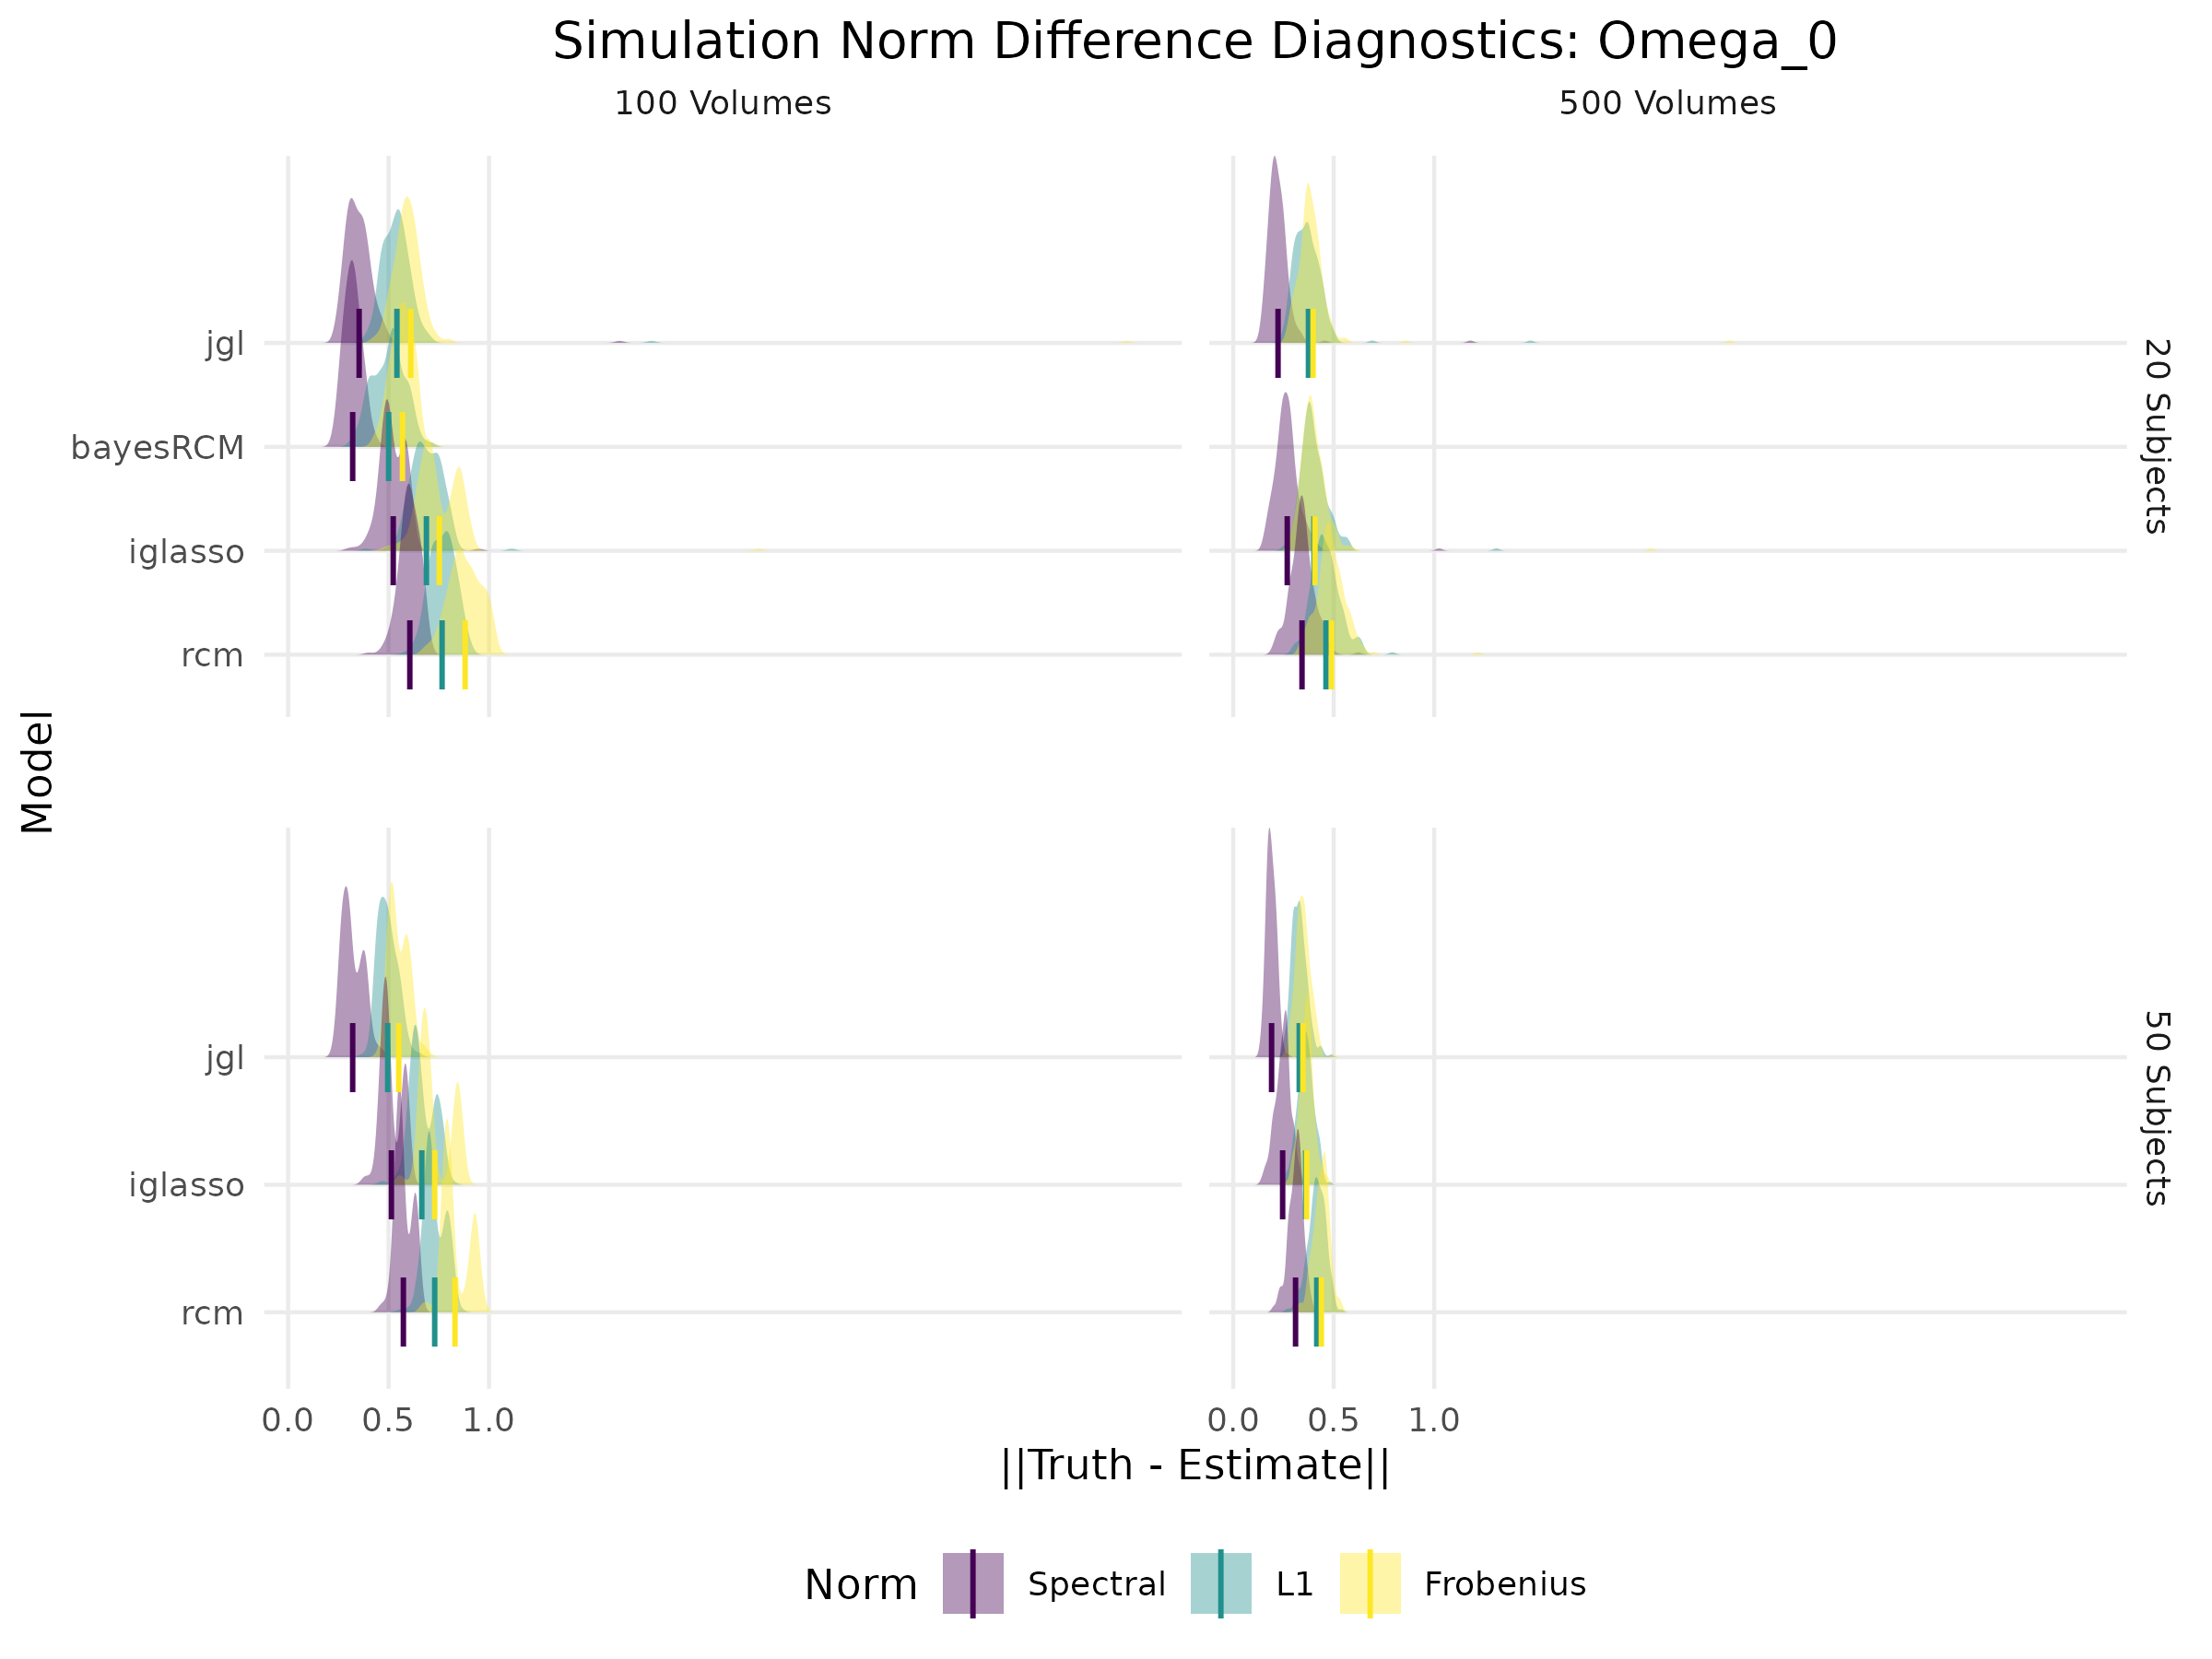 Simulation Norm Difference Diagnostics: Omega_0
100 Volumes
500 Volumes
jgl
bayesRCM
iglasso
rcm
20 Subjects
Model
jgl
iglasso
rcm
50 Subjects
0.0 0.5 1.0
0.0 0.5 1.0
||Truth - Estimate||
Norm Spectral L1 Frobenius